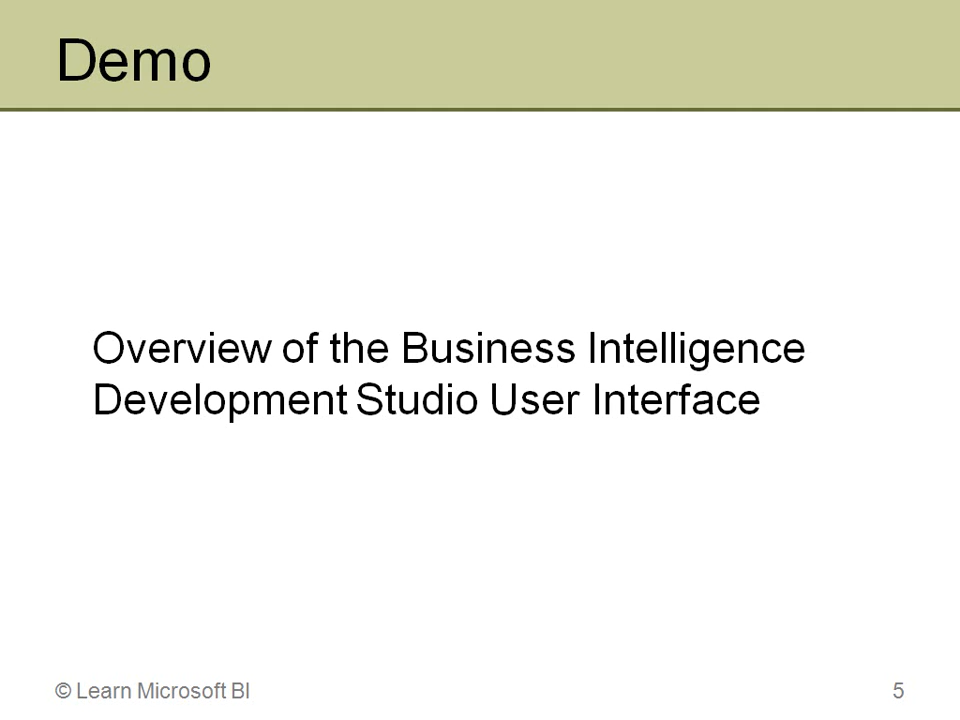 Demo
Overview of the Business Intelligence
Development Studio User Interface
© Learn Microsoft BI
5